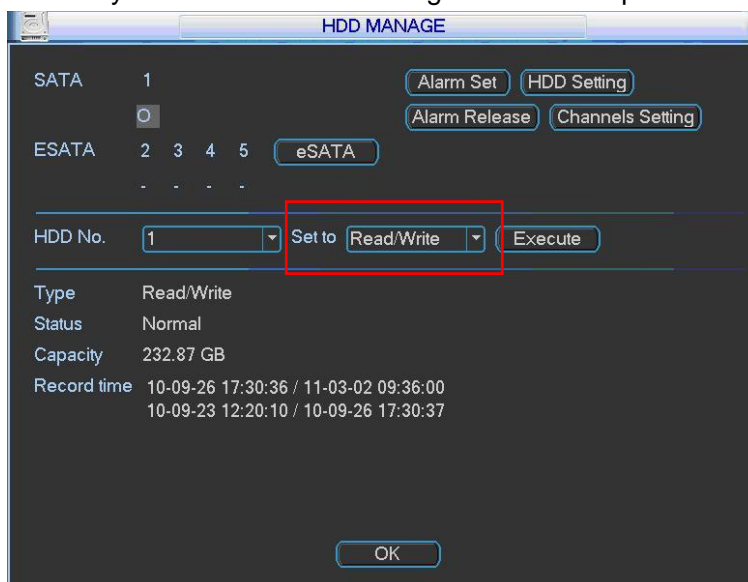 HDD MANAGE
SATA 1 Alarm Set HDD Setting
O Alarm Release Channels Setting
ESATA 2 3 4 5 eSATA
- - - -
HDD No. 1 Set to Read/Write Execute
Type Read/Write
Status Normal
Capacity 232.87 GB
Record time 10-09-26 17:30:36 / 11-03-02 09:36:00
10-09-23 12:20:10 / 10-09-26 17:30:37
OK